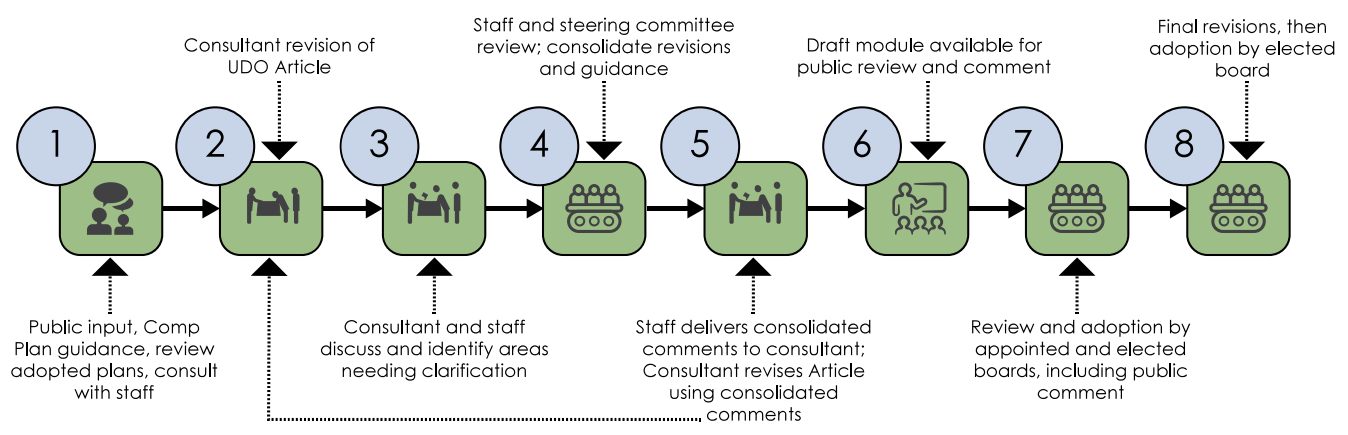 Consultant revision of
UDO Article
Staff and steering committee
review; consolidate revisions
and guidance
Draft module available for
public review and comment
Final revisions, then
adoption by elected
board
1
2
3
4
5
6
7
8
Public input, Comp
Plan guidance, review
adopted plans, consult
with staff
Consultant and staff
discuss and identify areas
needing clarification
Staff delivers consolidated
comments to consultant;
Consultant revises Article
using consolidated
comments
Review and adoption by
appointed and elected
boards, including public
comment